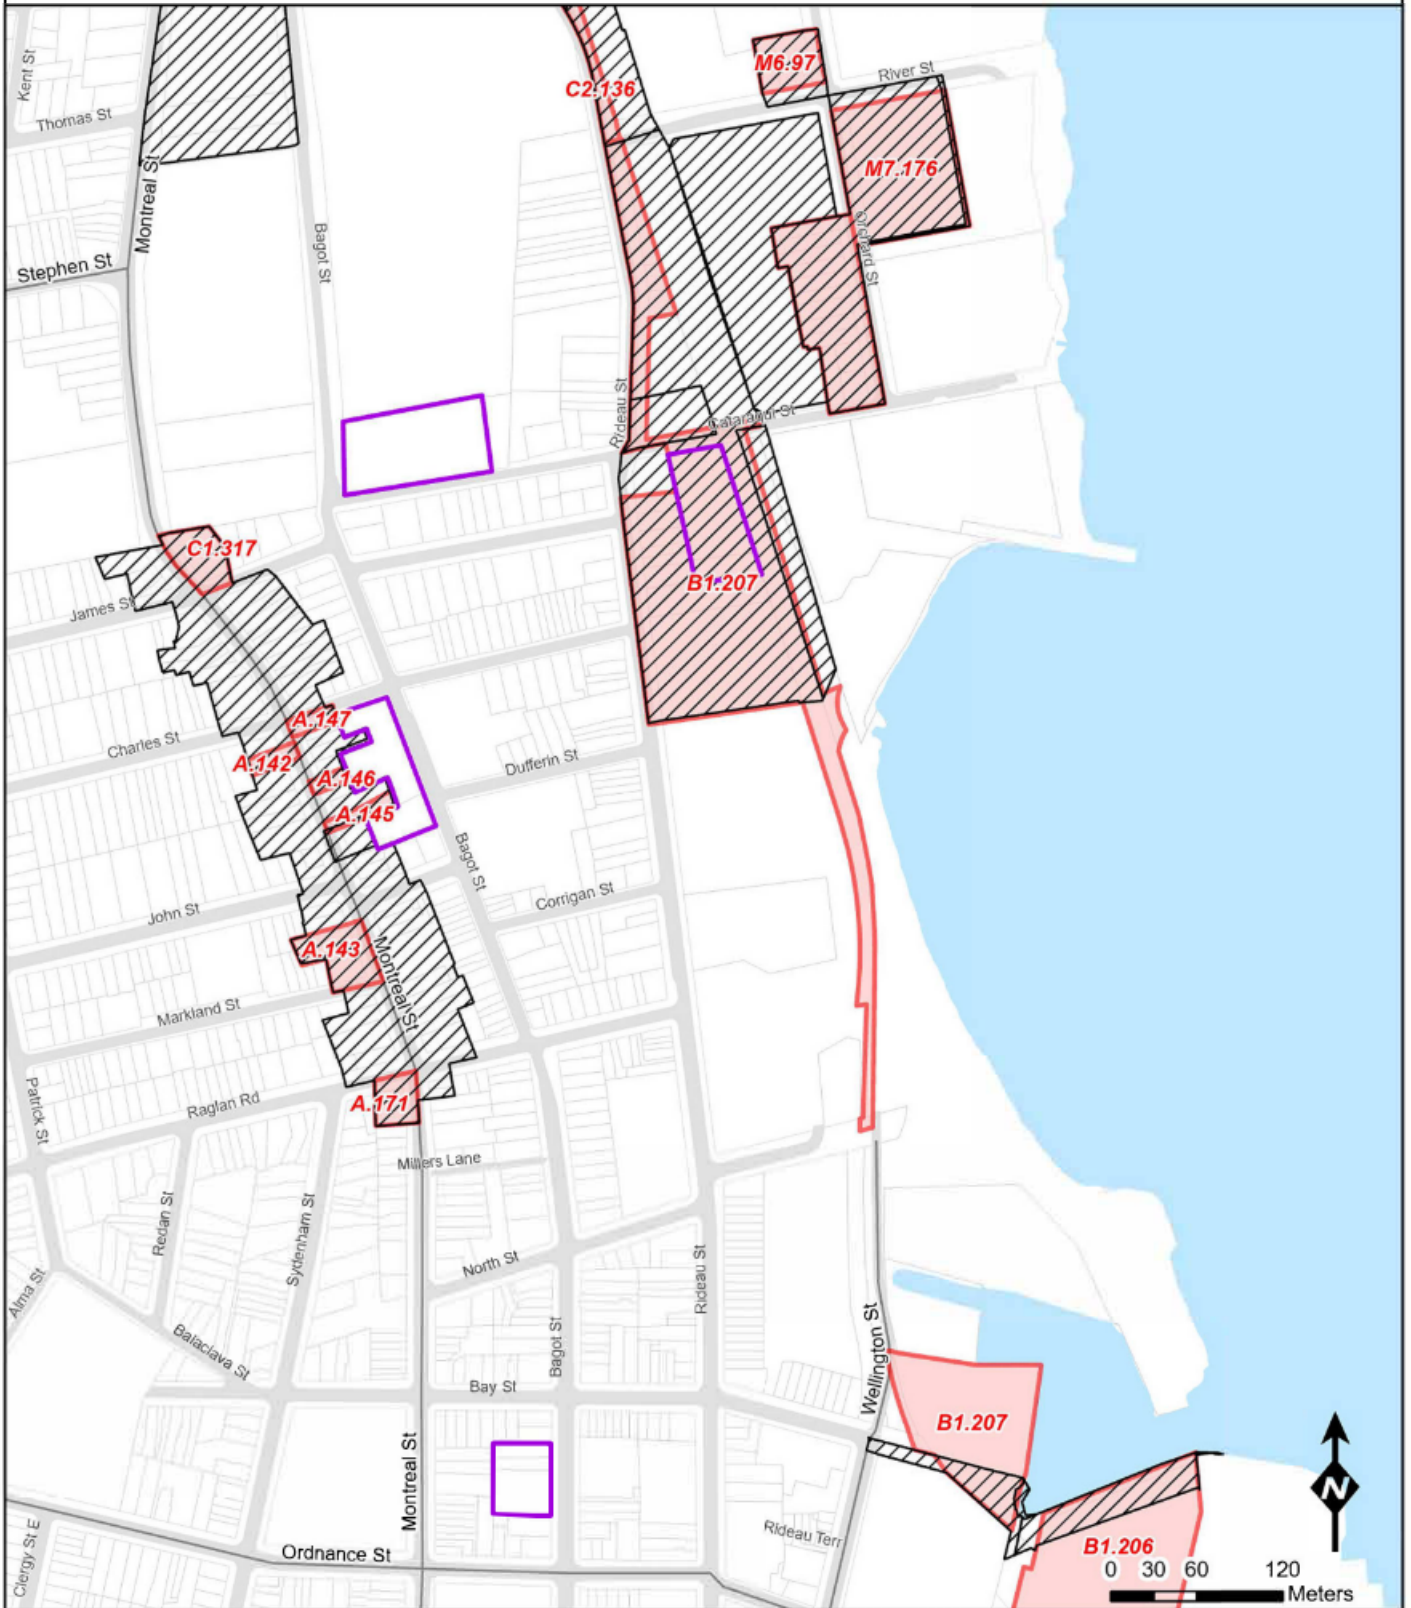 C2.136
M6.97
River St
Kent St
Thomas St
M7.176
Montreal St
Orchard St
Stephen St
Bagot St
Rideau St
Cataraqui St
C1.317
B1.207
James St
A.147
Charles St
A.142
Dufferin St
A.146
A.145
Bagot St
Corrigan St
John St
A.143
Montreal St
Markland St
Patrick St
Raglan Rd
A.171
Millers Lane
Redan St
Sydenham St
North St
Rideau St
Alma St
Balaclava St
Bagot St
Wellington St
Bay St
B1.207
Montreal St
N
Rideau Terr
Ordnance St
B1.206
Clergy St E
0 30 60 120
Meters